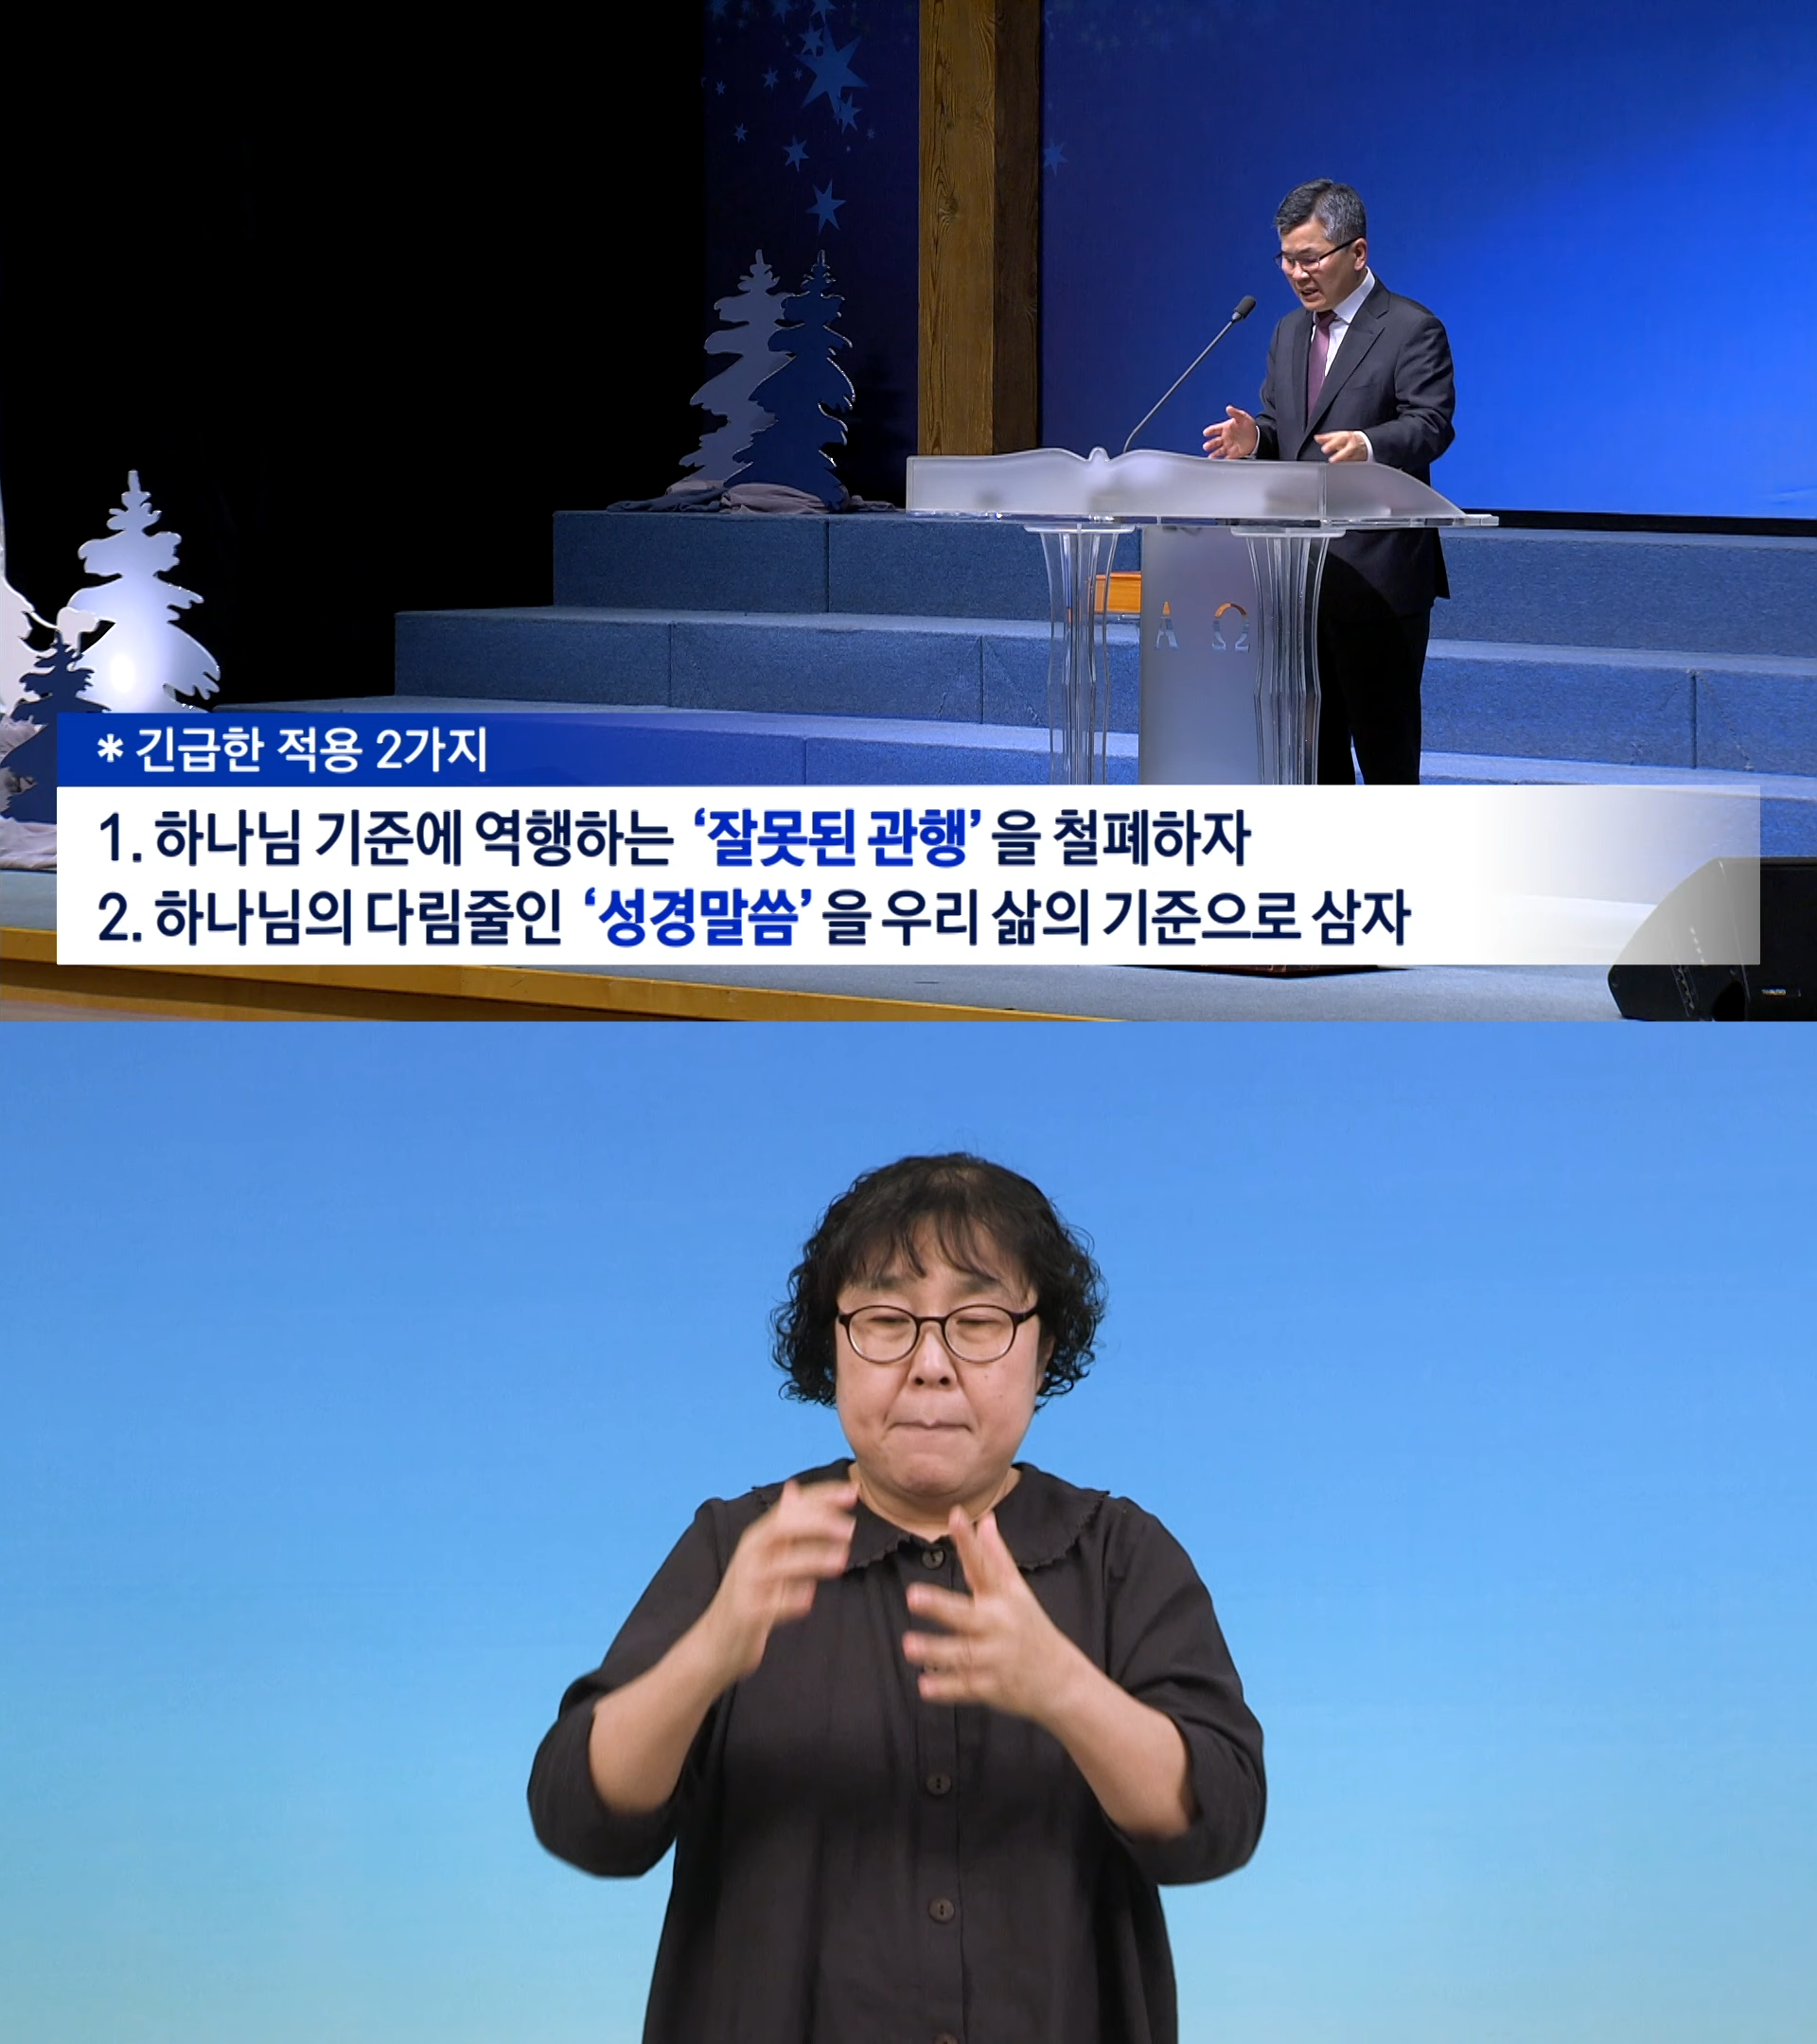 Α Ω
* 긴급한 적용 2가지
1. 하나님 기준에 역행하는 ‘잘못된 관행’을 철폐하자
2. 하나님의 다림줄인 ‘성경말씀’을 우리 삶의 기준으로 삼자